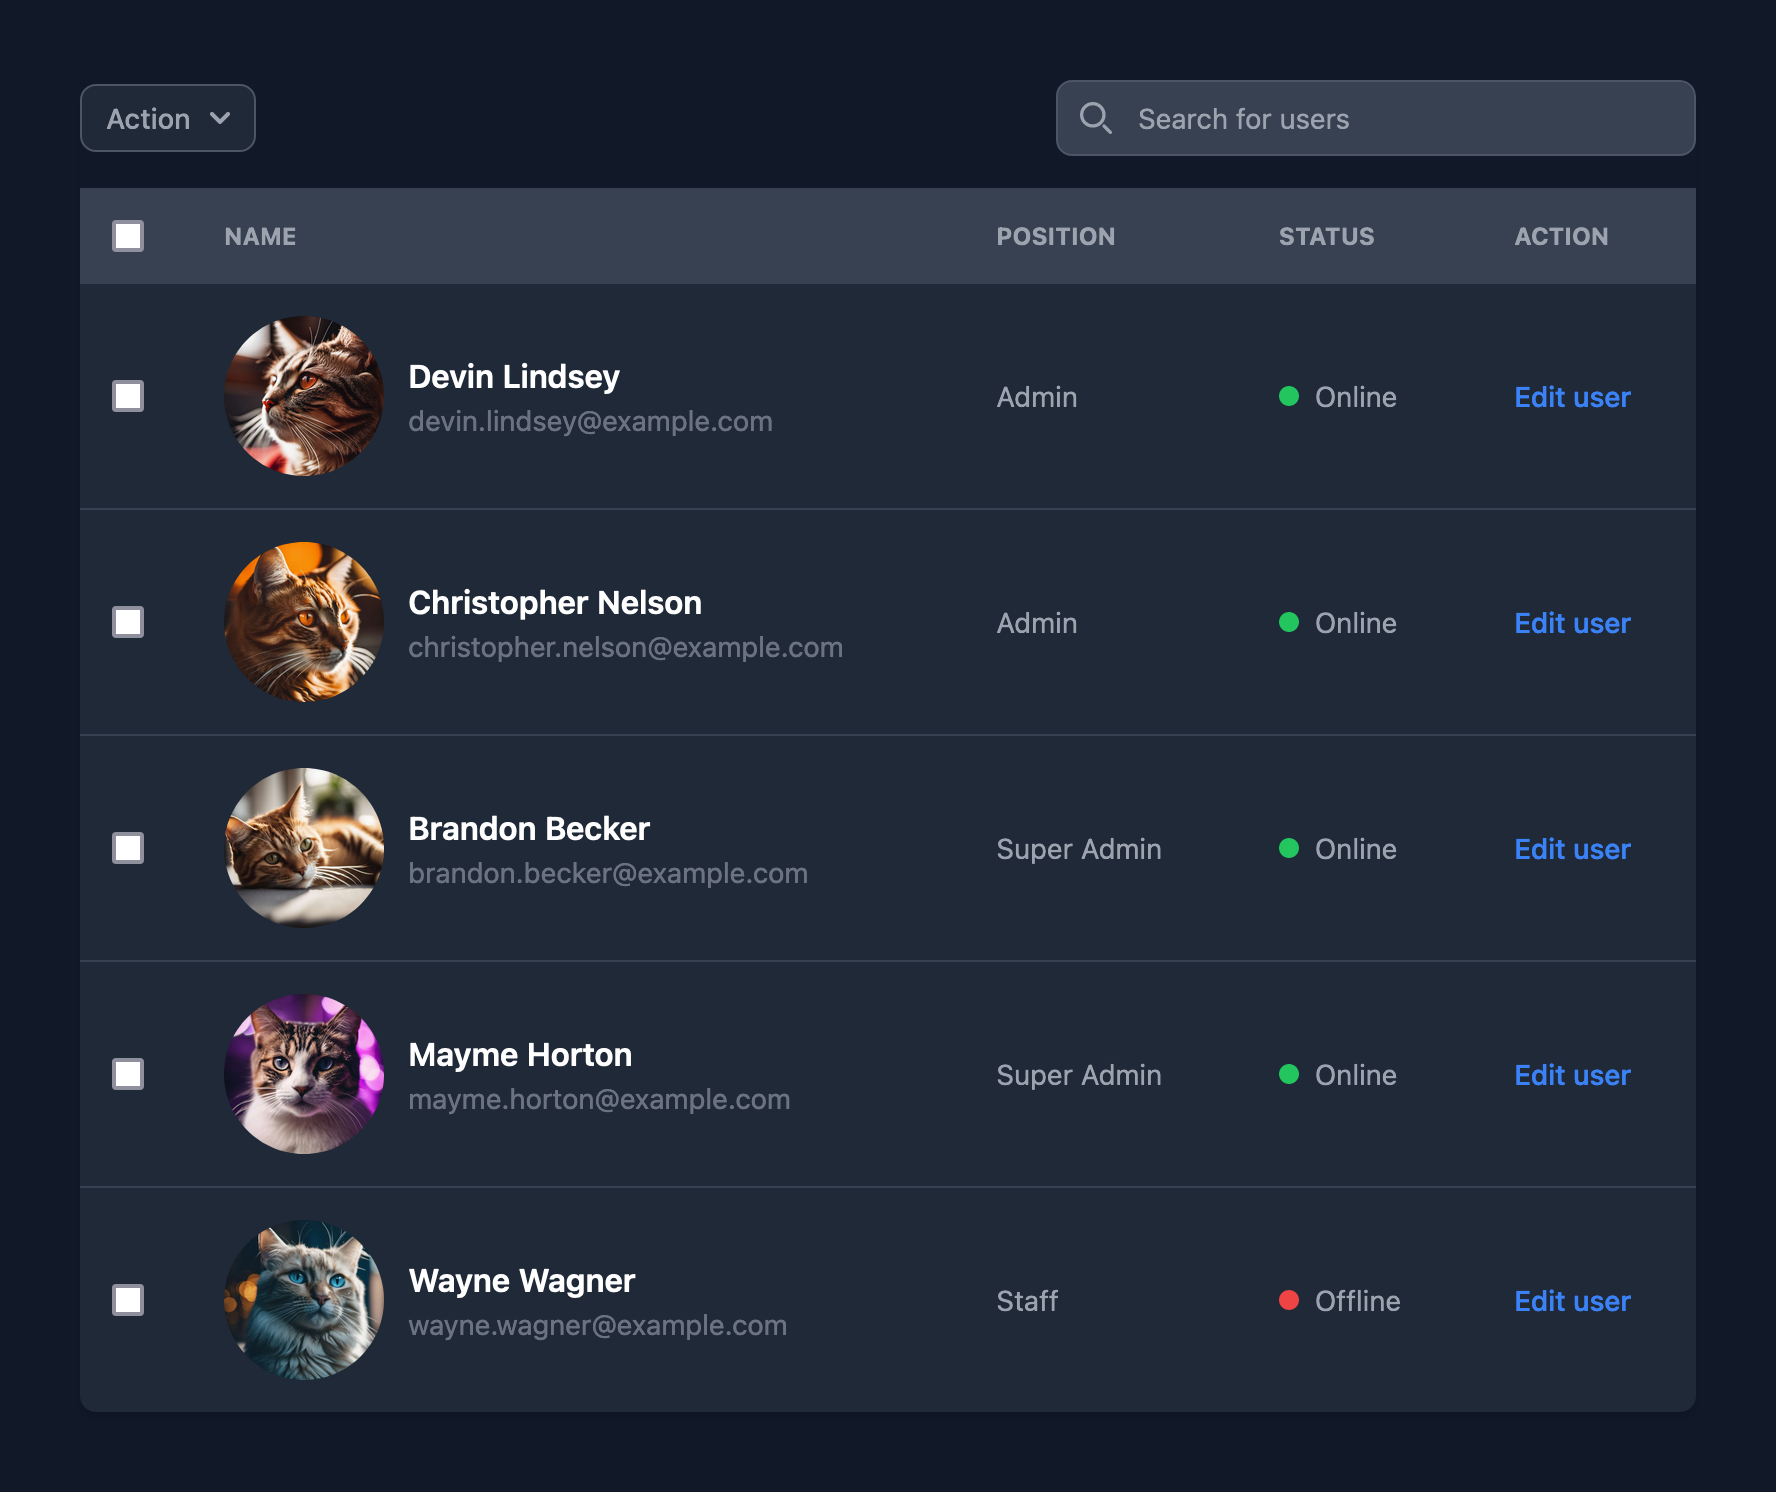 Action
Search for users
NAME POSITION STATUS ACTION
Devin Lindsey
devin.lindsey@example.com
Admin Online Edit user
Christopher Nelson
christopher.nelson@example.com
Admin Online Edit user
Brandon Becker
brandon.becker@example.com
Super Admin Online Edit user
Mayme Horton
mayme.horton@example.com
Super Admin Online Edit user
Wayne Wagner
wayne.wagner@example.com
Staff Offline Edit user